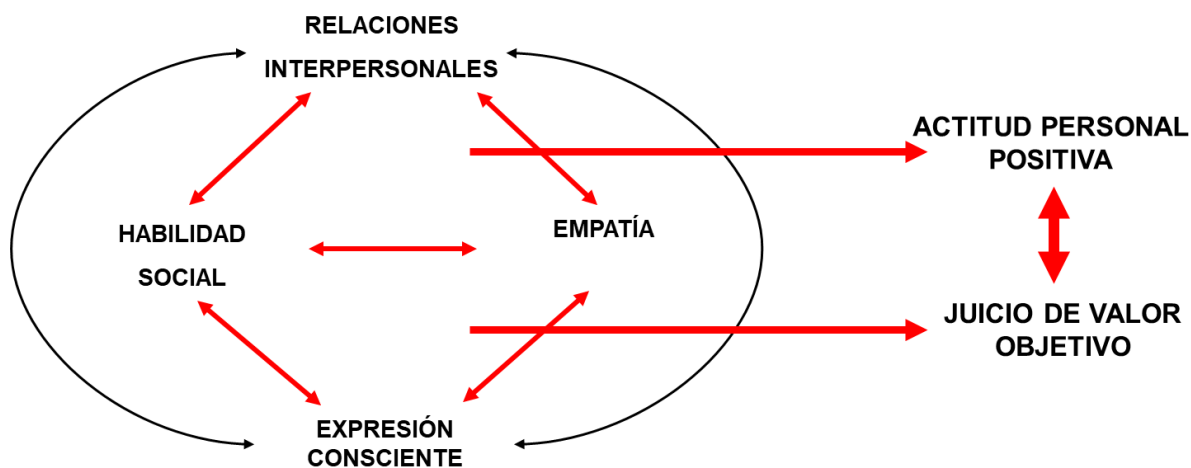 RELACIONES
INTERPERSONALES
HABILIDAD
SOCIAL
EMPATÍA
EXPRESIÓN
CONSCIENTE
ACTITUD PERSONAL
POSITIVA
JUICIO DE VALOR
OBJETIVO